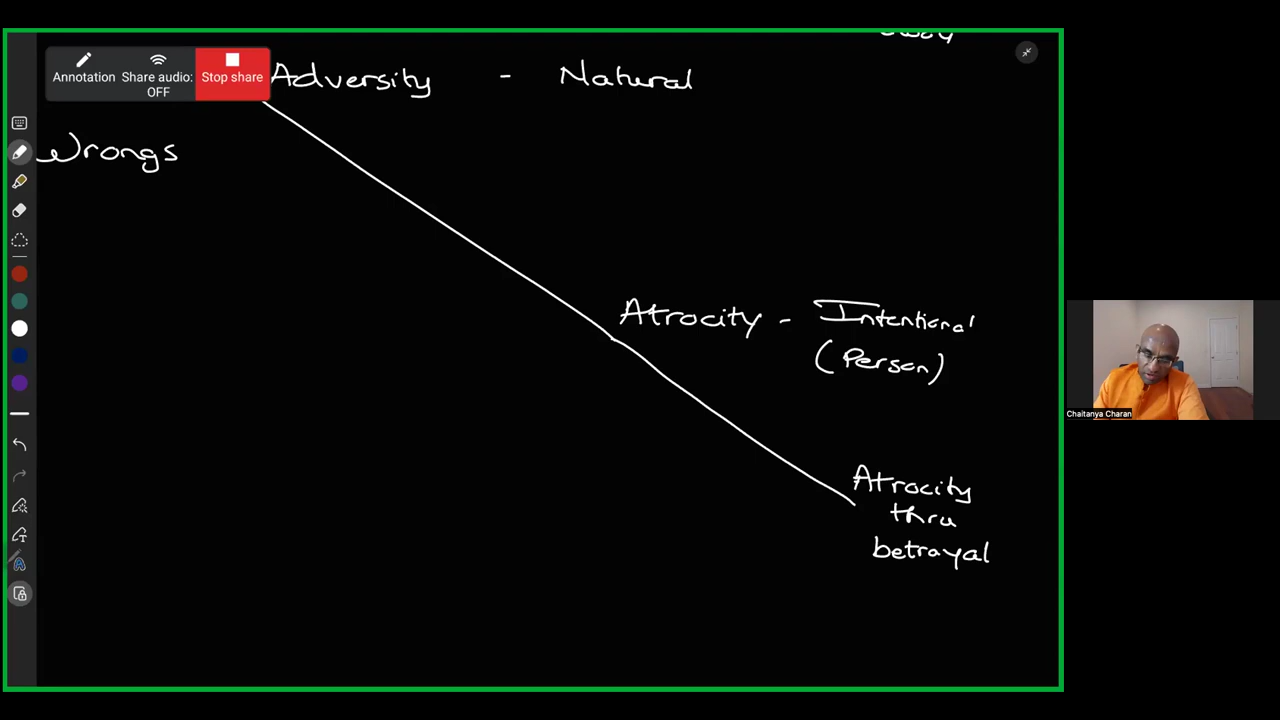 Annotation
Share audio:
OFF
Stop share
Adversity - Natural
Wrongs
Atrocity - Intentional
(Person)
Chaitanya Charan
Atrocity
thru
betrayal